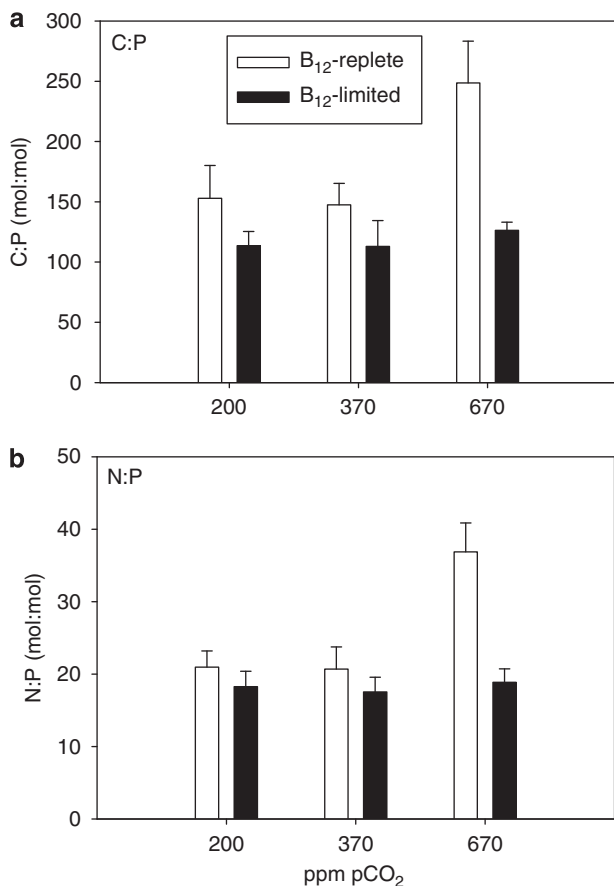 a
C:P
B₁₂-replete
B₁₂-limited
300
250
200
150
100
50
0
C:P (mol:mol)
200 370 670
b
N:P
50
40
30
20
10
0
N:P (mol:mol)
200 370 670
ppm pCO₂